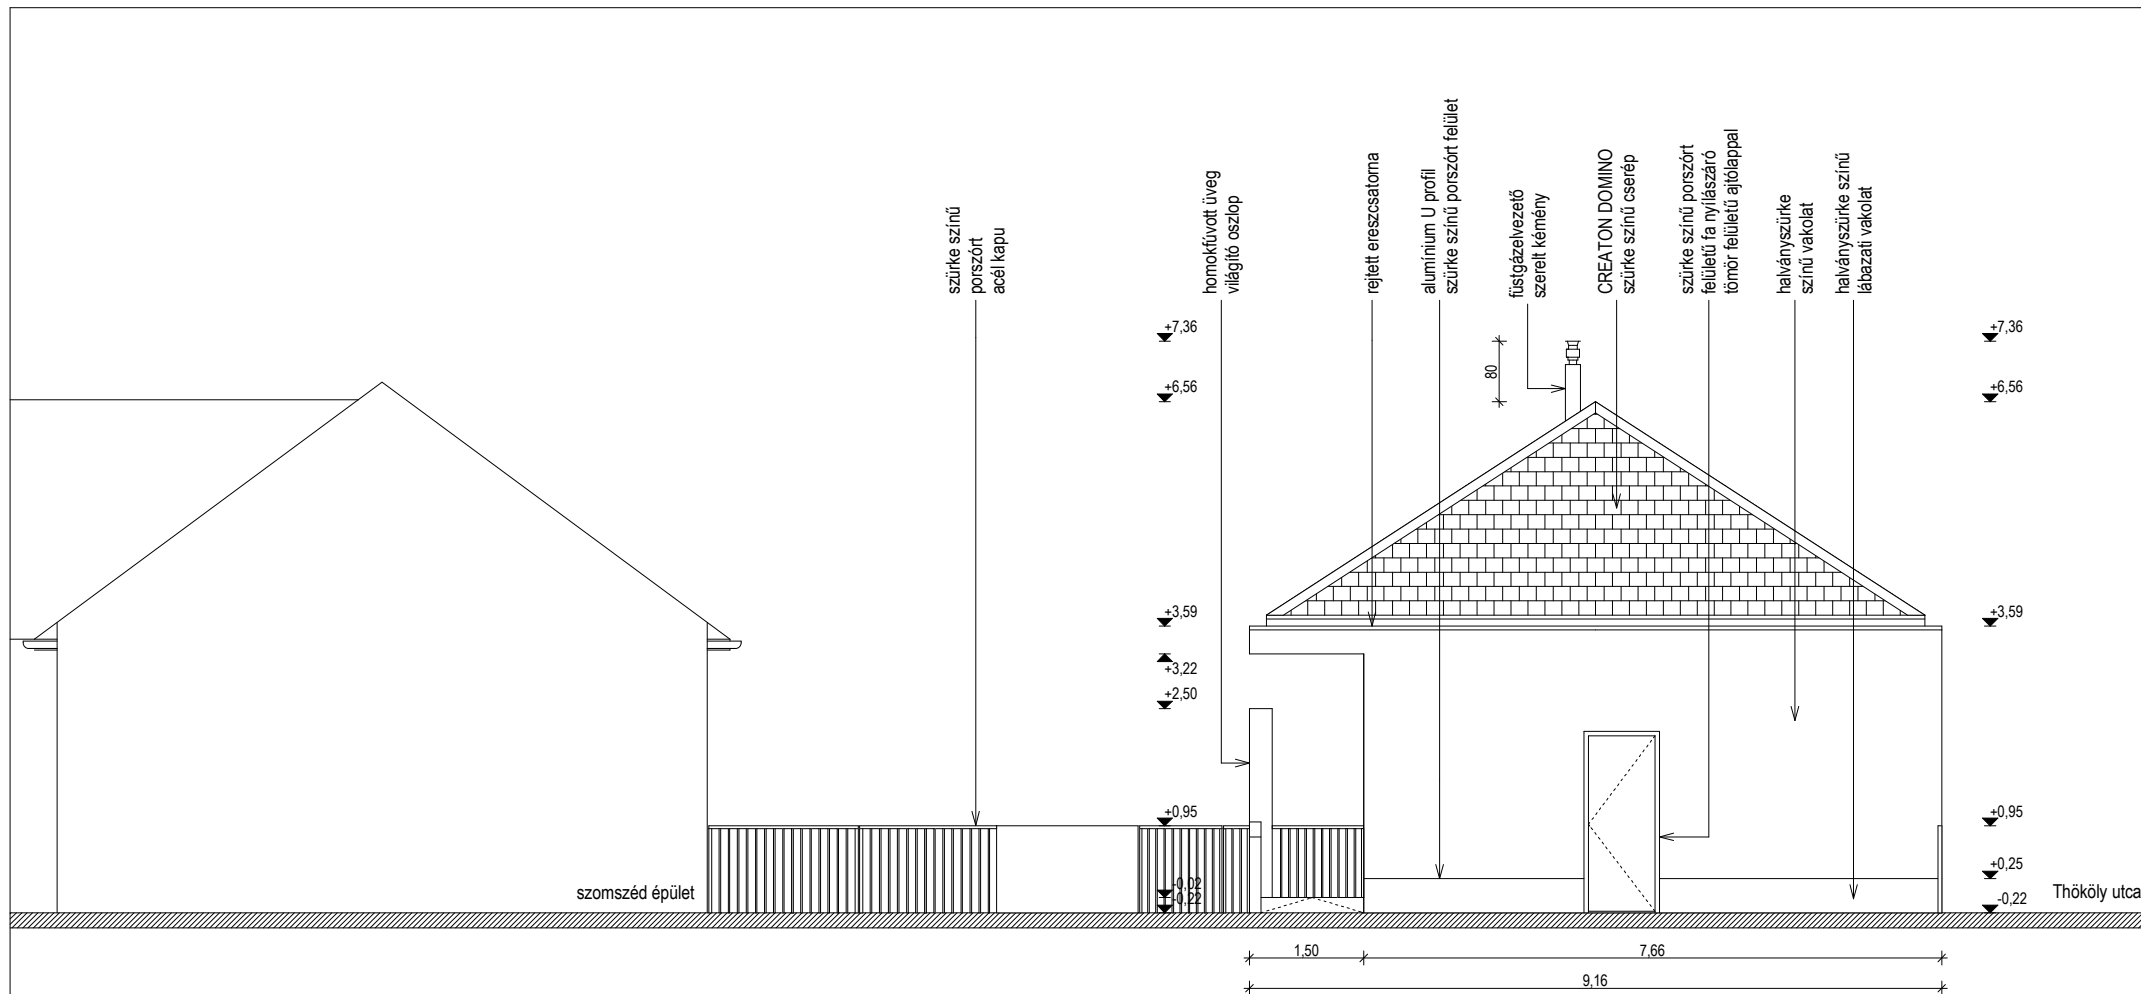 szürke színű
porszórt
acél kapu
homokfúvott üveg
világító oszlop
rejtett ereszcsatorna
alumínium U profil
szürke színű porszórt felület
füstgázelvezető
szerelt kémény
CREATON DOMINO
szürke színű cserép
szürke színű porszórt
felületű fa nyílászáró
tömör felületű ajtólappal
halványszürke
színű vakolat
halványszürke színű
lábazati vakolat
+7,36
+7,36
80
+6,56
+6,56
+3,59
+3,59
+3,22
+2,50
+0,95
+0,95
+0,25
-0,02
-0,22
-0,22
szomszéd épület
Thököly utca
1,50
7,66
9,16